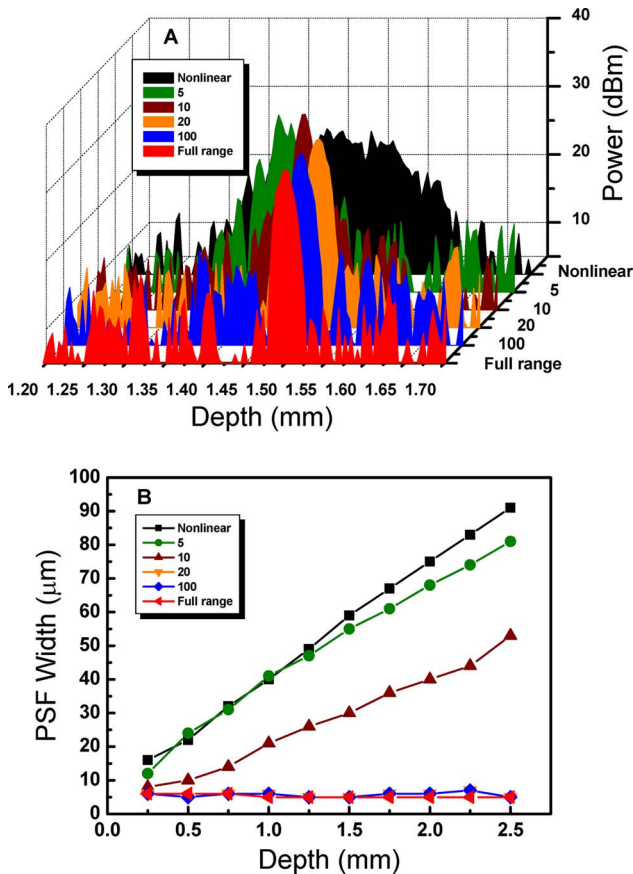 A
Nonlinear
5
10
20
100
Full range
40
30
20
10
Power (dBm)
Nonlinear
5
10
20
100
Full range
1.20 1.25 1.30 1.35 1.40 1.45 1.50 1.55 1.60 1.65 1.70
Depth (mm)
B
Nonlinear
5
10
20
100
Full range
100
90
80
70
60
50
40
30
20
10
0
PSF Width (μm)
0.0 0.5 1.0 1.5 2.0 2.5
Depth (mm)